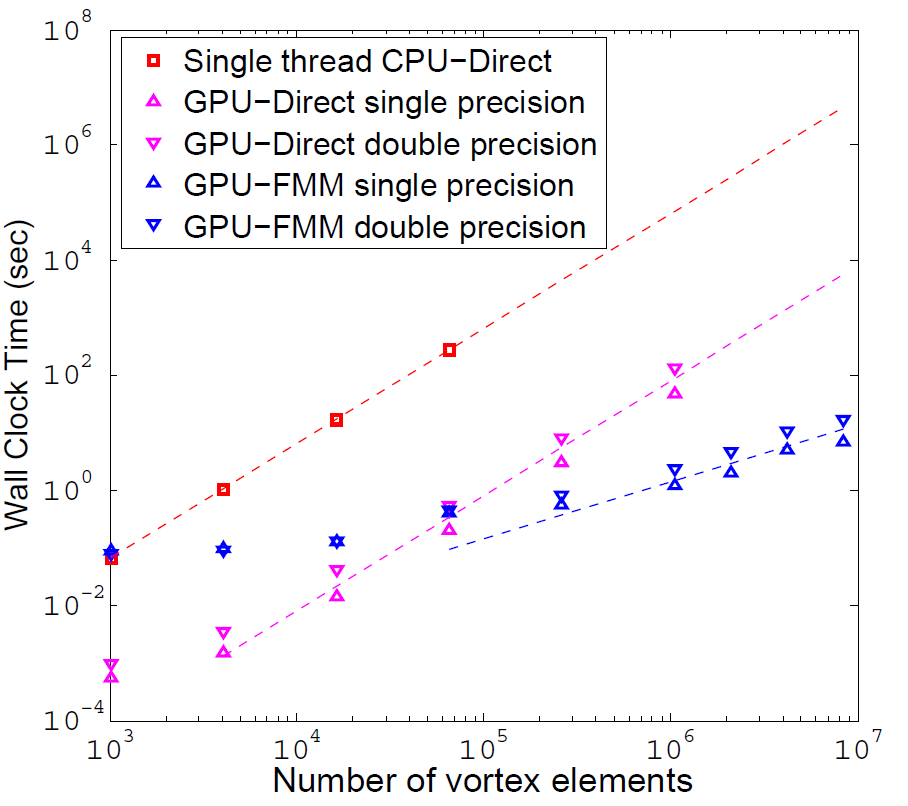 10^8
10^6
10^4
10^2
10^0
10^-2
10^-4
Wall Clock Time (sec)
Single thread CPU−Direct
GPU−Direct single precision
GPU−Direct double precision
GPU−FMM single precision
GPU−FMM double precision
10^3 10^4 10^5 10^6 10^7
Number of vortex elements